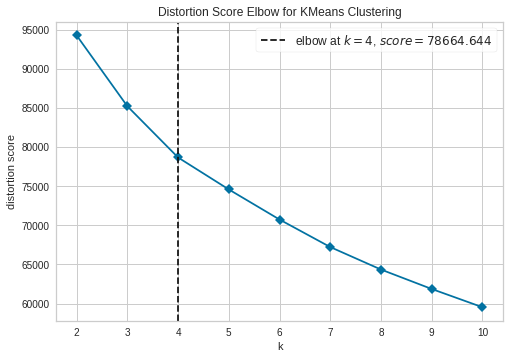 Distortion Score Elbow for KMeans Clustering
elbow at k = 4, score = 78664.644
95000
90000
85000
80000
75000
70000
65000
60000
distortion score
2 3 4 5 6 7 8 9 10
k